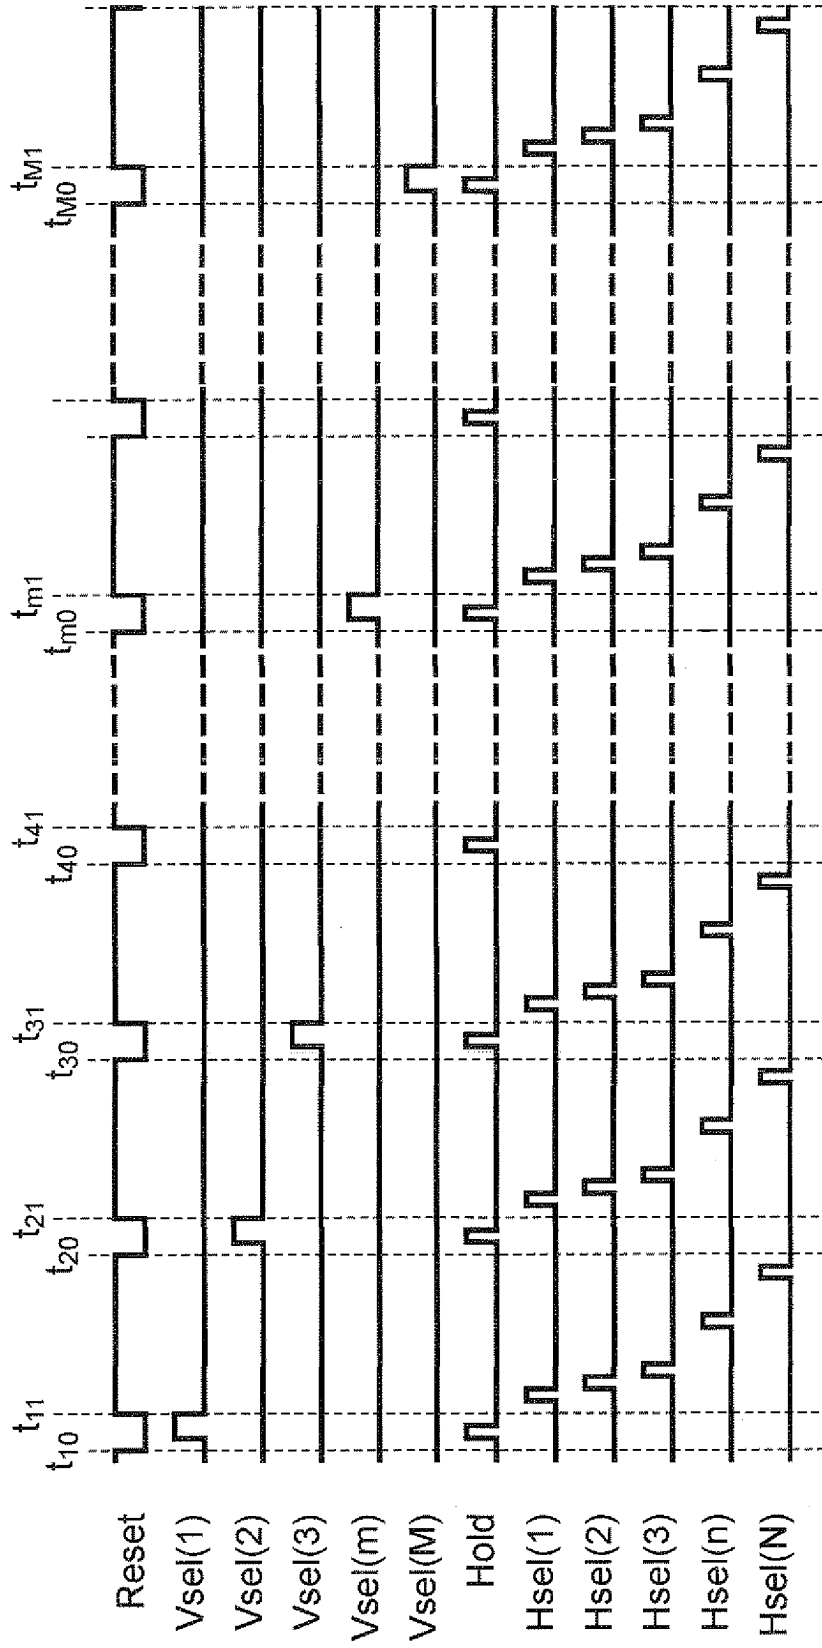 t10 t11 t20 t21 t30 t31 t40 t41 tm0 tm1 tM0 tM1
Reset
Vsel(1)
Vsel(2)
Vsel(3)
Vsel(m)
Vsel(M)
Hold
Hsel(1)
Hsel(2)
Hsel(3)
Hsel(n)
Hsel(N)